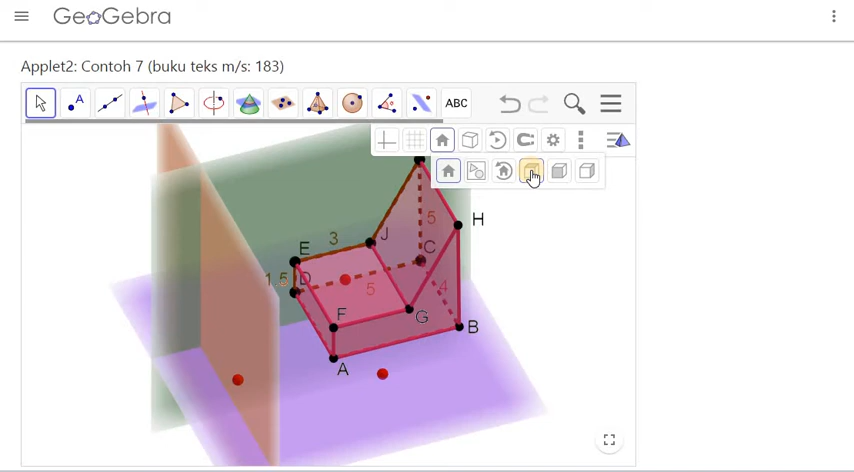 GeoGebra
Applet2: Contoh 7 (buku teks m/s: 183)
ABC
5
H
3
J
E
C
1.5
D
5
4
F
G
B
A